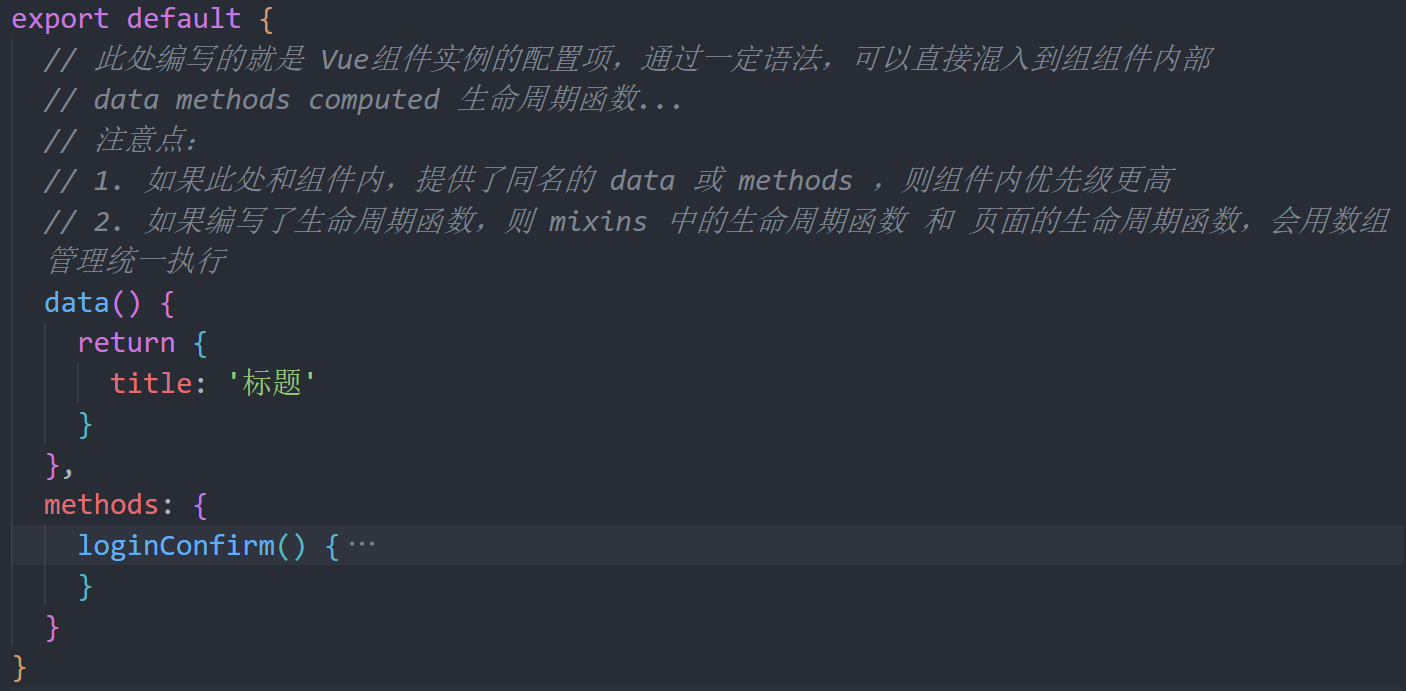 export default {
// 此处编写的就是 Vue组件实例的配置项，通过一定语法，可以直接混入到组组件内部
// data methods computed 生命周期函数...
// 注意点：
// 1. 如果此处和组件内，提供了同名的 data 或 methods ，则组件内优先级更高
// 2. 如果编写了生命周期函数，则 mixins 中的生命周期函数 和 页面的生命周期函数，会用数组
管理统一执行
data() {
return {
title: '标题'
}
},
methods: {
loginConfirm() {···
}
}
}